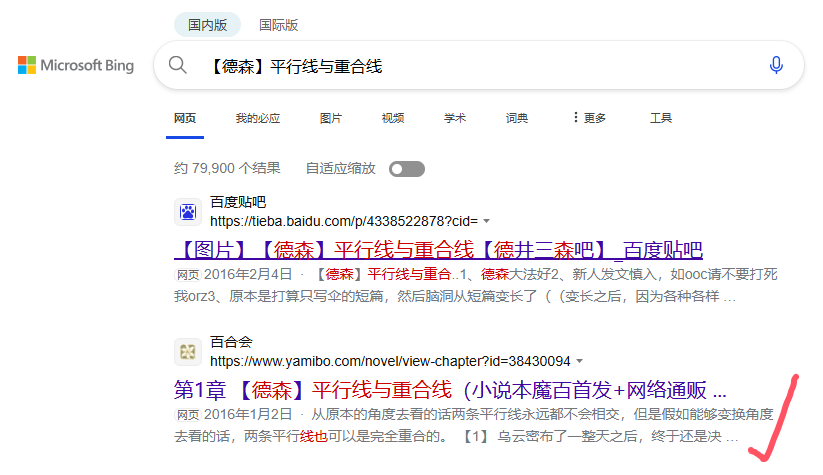 国内版 国际版
Microsoft Bing 【德森】平行线与重合线
网页 我的必应 图片 视频 学术 词典 更多 工具
约 79,900 个结果 自适应缩放
百度贴吧
https://tieba.baidu.com/p/4338522878?cid=
【图片】【德森】平行线与重合线【德井三森吧】_百度贴吧
网页 2016年2月4日 · 【德森】平行线与重合..1、德森大法好2、新人发文慎入，如ooc请不要打死
我orz3、原本是打算只写伞的短篇，然后脑洞从短篇变长了（（变长之后，因为各种各样 …
百合会
https://www.yamibo.com/novel/view-chapter?id=38430094
第1章 【德森】平行线与重合线（小说本魔百首发+网络通贩 ...
网页 2016年1月2日 · 从原本的角度去看的话两条平行线永远都不会相交，但是假如能够变换角度
去看的话，两条平行线也可以是完全重合的。 【1】 乌云密布了一整天之后，终于还是决 …